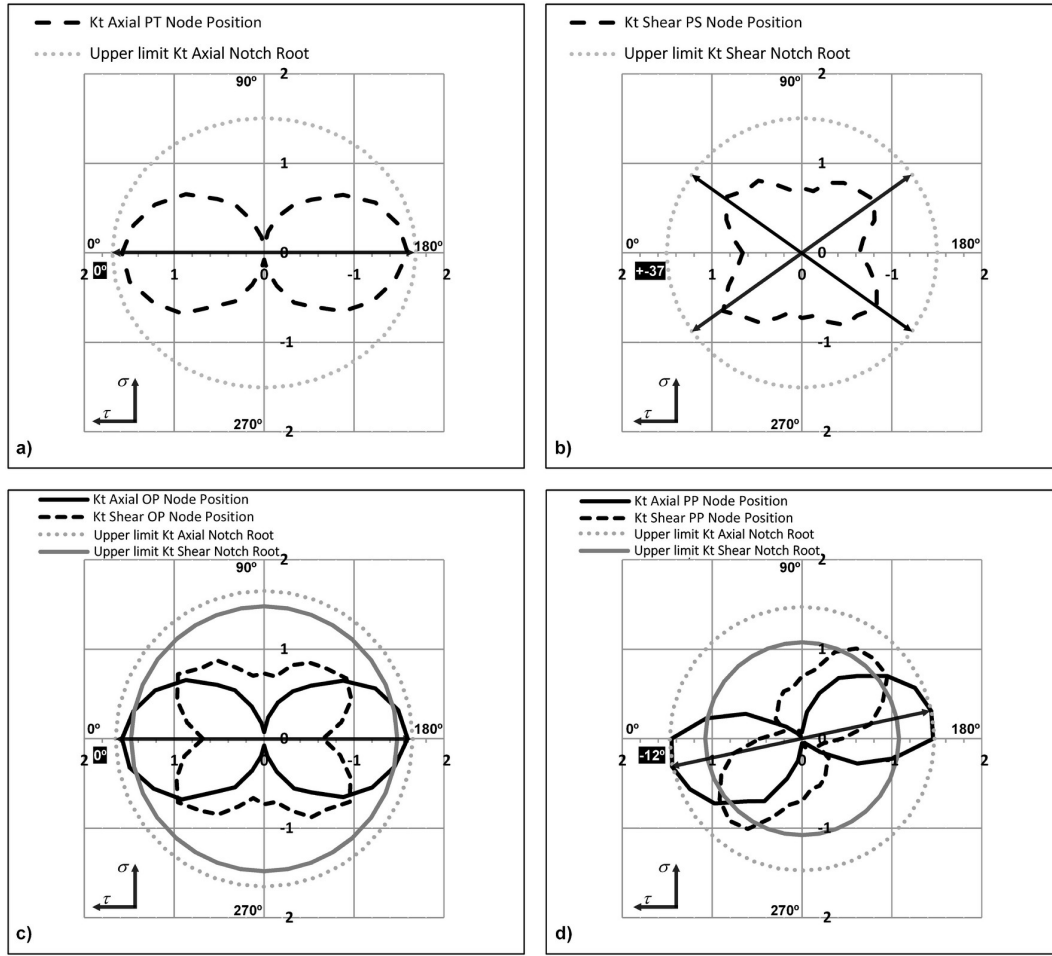 Kt Axial PT Node Position
Upper limit Kt Axial Notch Root
2
90º
1
0º
0
180º
2
0º
1
0
-1
2
-1
σ
τ
270º
2
a)
Kt Shear PS Node Position
Upper limit Kt Shear Notch Root
2
90º
1
0º
0
180º
2
+-37
1
0
-1
2
-1
σ
τ
270º
2
b)
Kt Axial OP Node Position
Kt Shear OP Node Position
Upper limit Kt Axial Notch Root
Upper limit Kt Shear Notch Root
2
90º
1
0º
0
180º
2
0º
1
0
-1
2
-1
σ
τ
270º
2
c)
Kt Axial PP Node Position
Kt Shear PP Node Position
Upper limit Kt Axial Notch Root
Upper limit Kt Shear Notch Root
2
90º
1
0º
0
180º
2
-12º
1
0
-1
2
-1
σ
τ
270º
2
d)